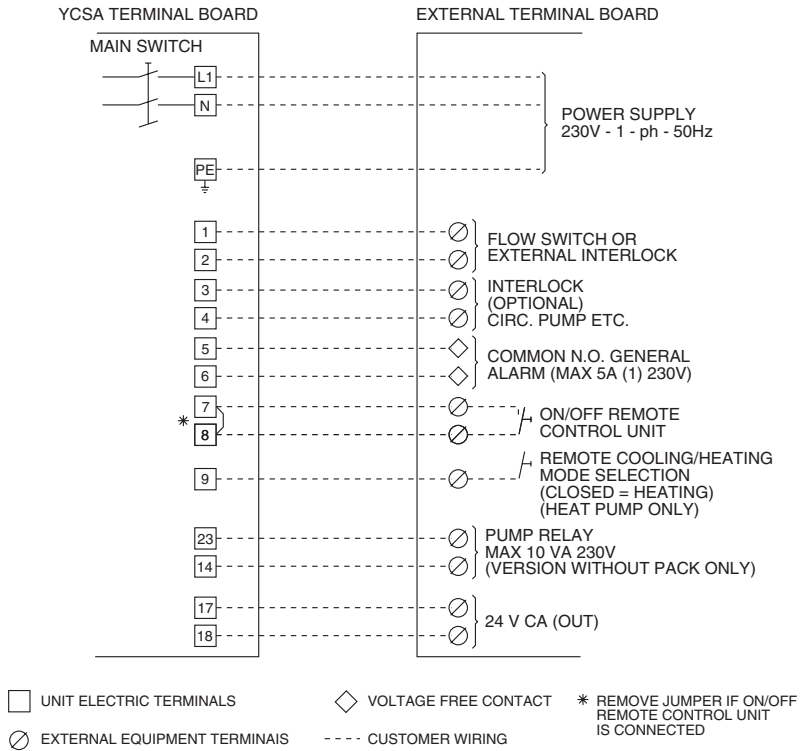 YCSA TERMINAL BOARD
EXTERNAL TERMINAL BOARD
MAIN SWITCH
L1
N
POWER SUPPLY
230V - 1 - ph - 50Hz
PE
1
2
FLOW SWITCH OR
EXTERNAL INTERLOCK
3
4
INTERLOCK
(OPTIONAL)
CIRC. PUMP ETC.
5
6
COMMON N.O. GENERAL
ALARM (MAX 5A (1) 230V)
7
* 8
ON/OFF REMOTE
CONTROL UNIT
9
REMOTE COOLING/HEATING
MODE SELECTION
(CLOSED = HEATING)
(HEAT PUMP ONLY)
23
14
PUMP RELAY
MAX 10 VA 230V
(VERSION WITHOUT PACK ONLY)
17
18
24 V CA (OUT)
UNIT ELECTRIC TERMINALS
VOLTAGE FREE CONTACT
* REMOVE JUMPER IF ON/OFF
REMOTE CONTROL UNIT
IS CONNECTED
EXTERNAL EQUIPMENT TERMINAIS
---- CUSTOMER WIRING